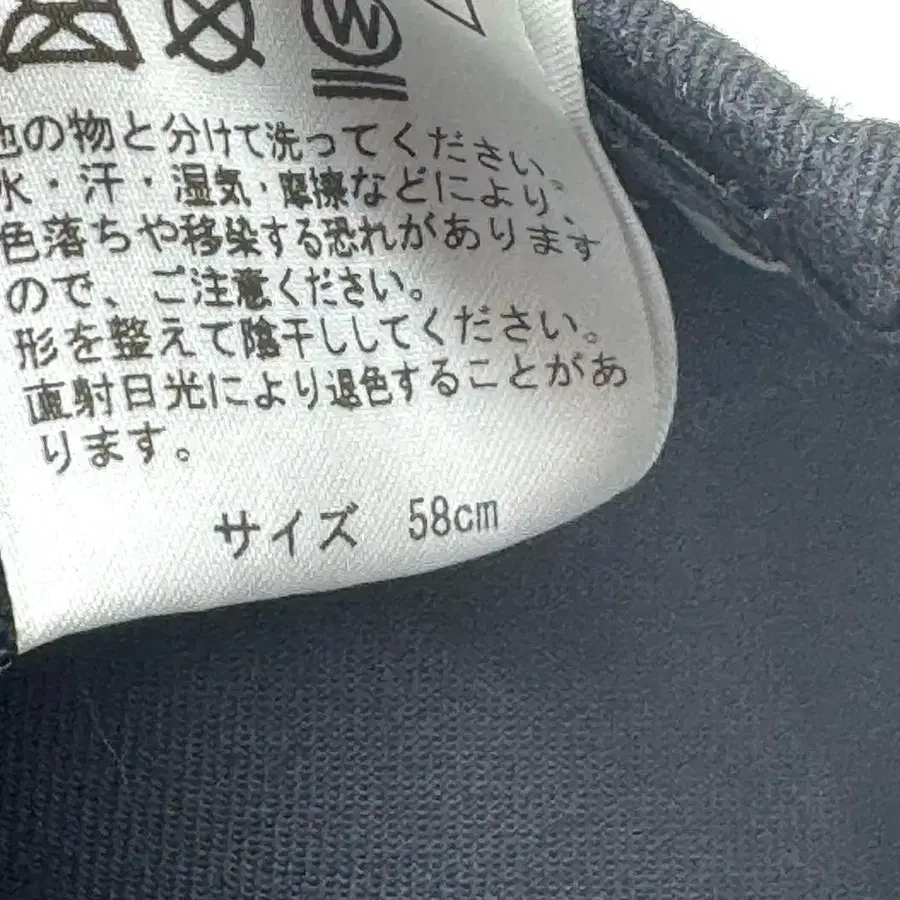 W
他の物と分けて洗ってください。
水・汗・湿気・摩擦などにより、
色落ちや移染する恐れがあります
ので、ご注意ください。
形を整えて陰干ししてください。
直射日光により退色することがあ
ります。
サイズ 58cm